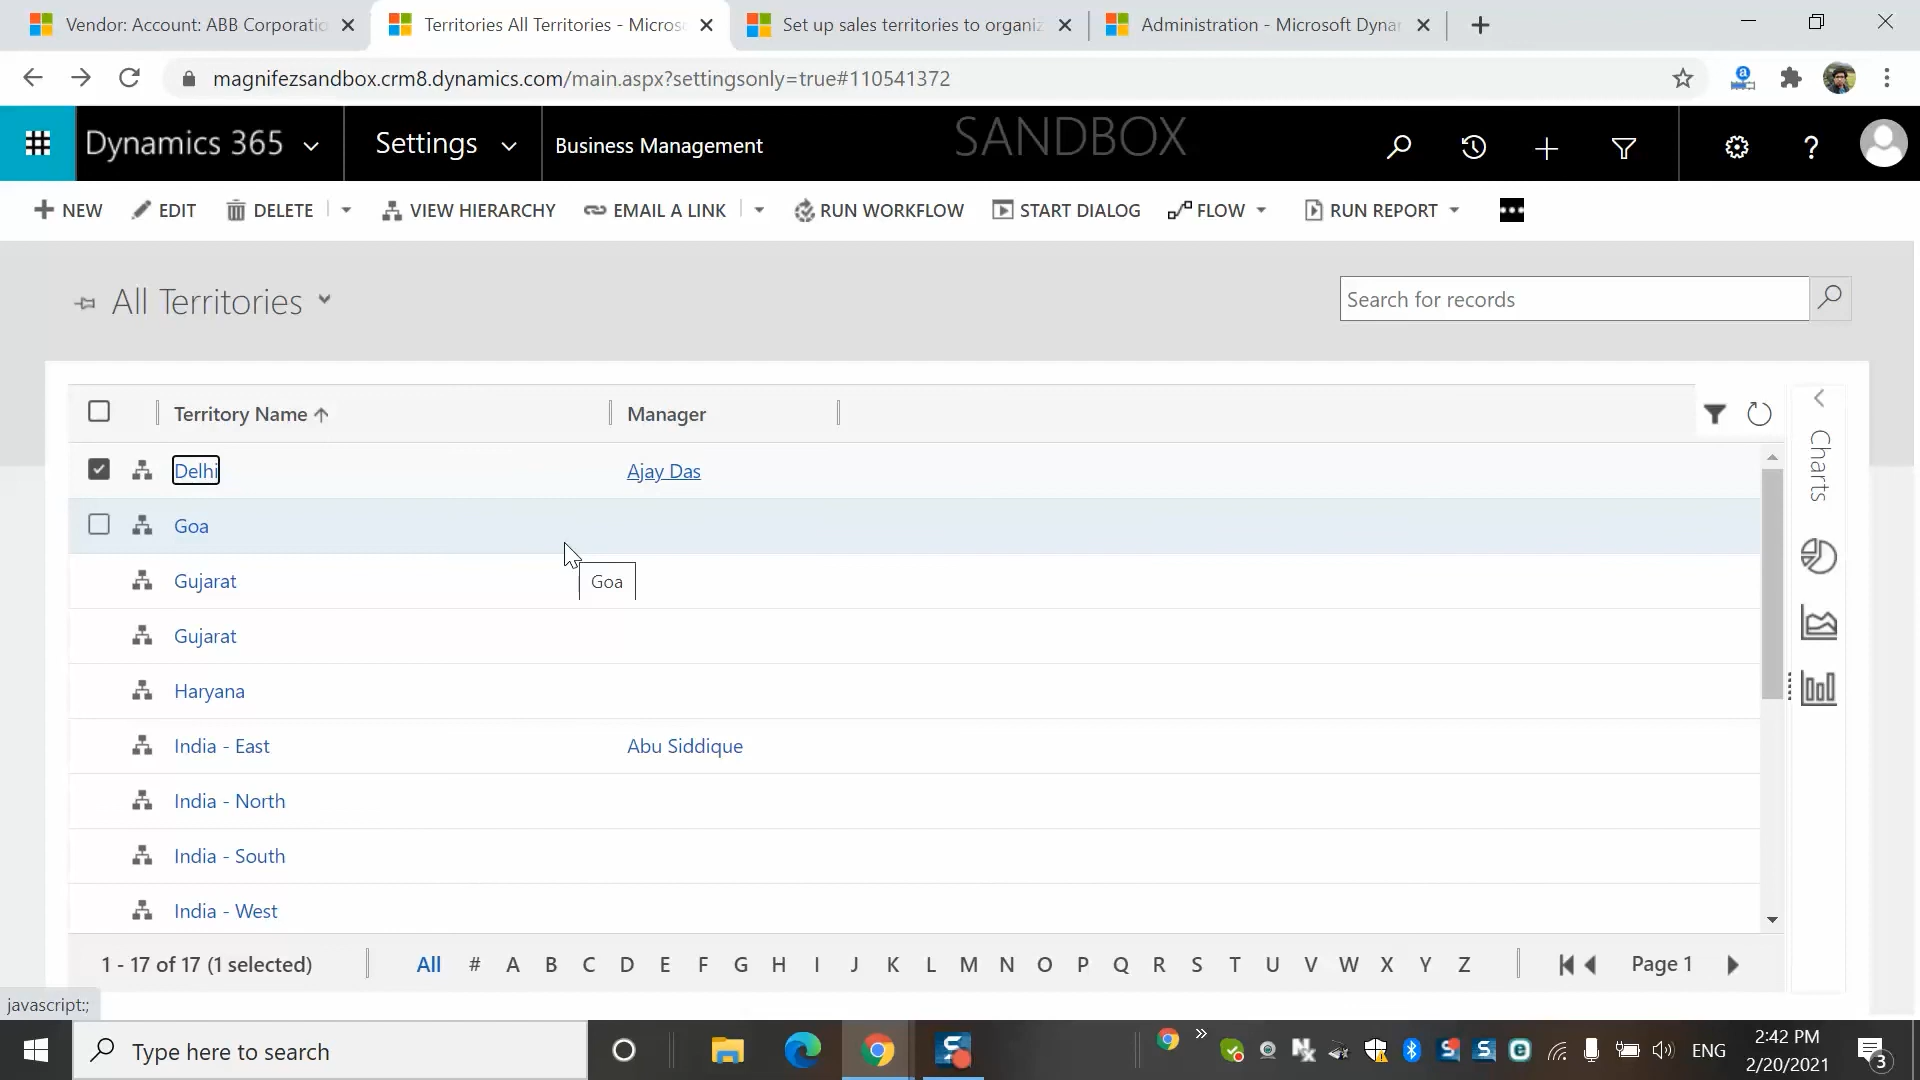 Vendor: Account: ABB Corporatio
Territories All Territories - Micros
Set up sales territories to organiz
Administration - Microsoft Dynar
magnifezsandbox.crm8.dynamics.com/main.aspx?settingsonly=true#110541372
Dynamics 365
Settings
Business Management
SANDBOX
NEW
EDIT
DELETE
VIEW HIERARCHY
EMAIL A LINK
RUN WORKFLOW
START DIALOG
FLOW
RUN REPORT
All Territories
Search for records
Territory Name
Manager
Delhi
Ajay Das
Goa
Goa
Gujarat
Gujarat
Haryana
India - East
Abu Siddique
India - North
India - South
India - West
Charts
1 - 17 of 17 (1 selected)
All # A B C D E F G H I J K L M N O P Q R S T U V W X Y Z
Page 1
javascript:;
Type here to search
ENG
2:42 PM
2/20/2021
3